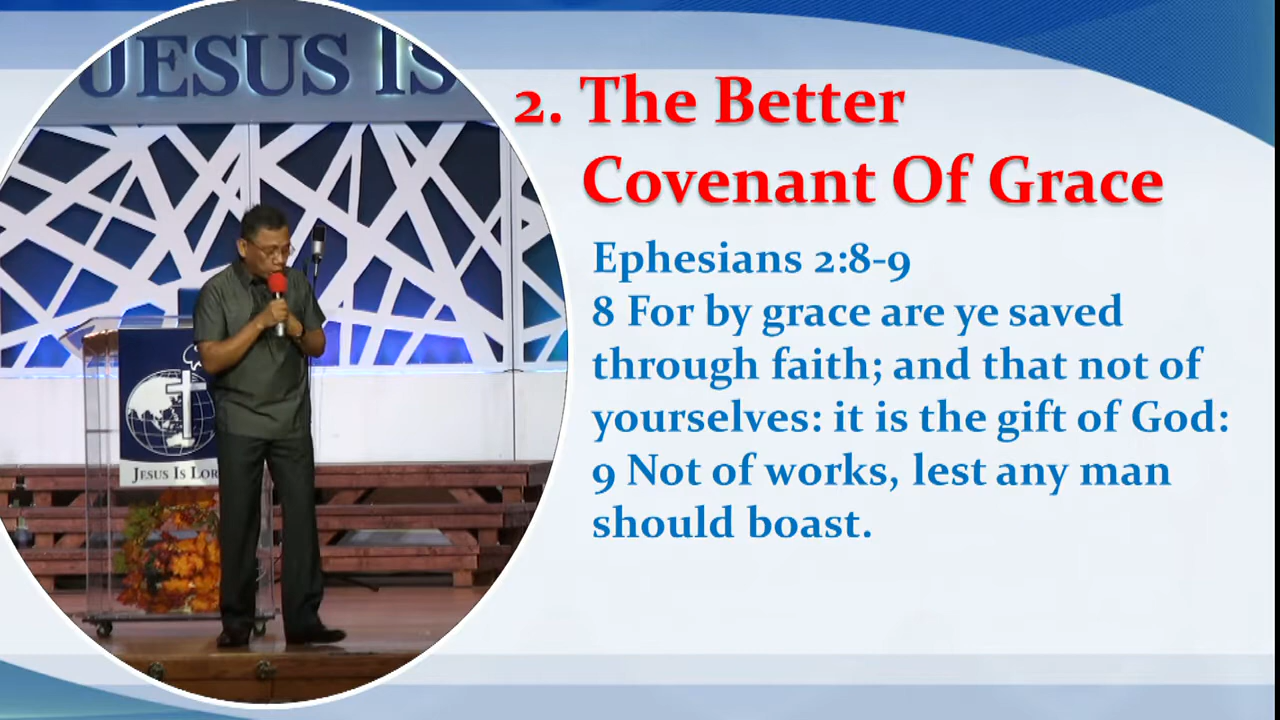 JESUS IS
2. The Better
Covenant Of Grace
Ephesians 2:8-9
8 For by grace are ye saved
through faith; and that not of
yourselves: it is the gift of God:
9 Not of works, lest any man
should boast.
JESUS IS LOR